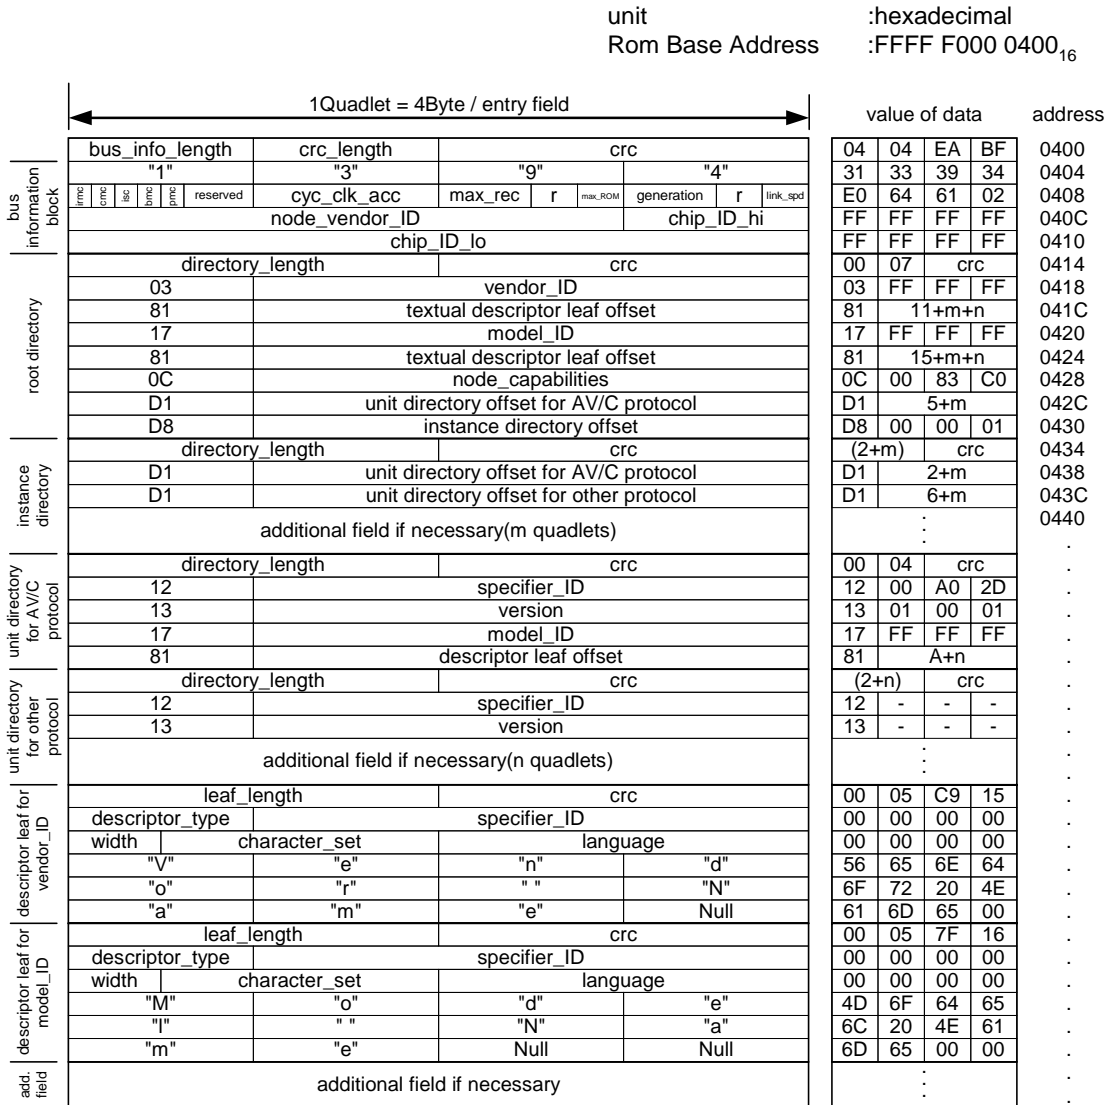 unit :hexadecimal
Rom Base Address :FFFF F000 0400₁₆
1Quadlet = 4Byte / entry field value of data address
bus information block
bus_info_length crc_length crc 04 04 EA BF 0400
"1" "3" "9" "4" 31 33 39 34 0404
irmc cmc isc bmc pmc reserved cyc_clk_acc max_rec r max_ROM generation r link_spd E0 64 61 02 0408
node_vendor_ID chip_ID_hi FF FF FF FF 040C
chip_ID_lo FF FF FF FF 0410
root directory
directory_length crc 00 07 crc 0414
03 vendor_ID 03 FF FF FF 0418
81 textual descriptor leaf offset 81 11+m+n 041C
17 model_ID 17 FF FF FF 0420
81 textual descriptor leaf offset 81 15+m+n 0424
0C node_capabilities 0C 00 83 C0 0428
D1 unit directory offset for AV/C protocol D1 5+m 042C
D8 instance directory offset D8 00 00 01 0430
instance directory
directory_length crc (2+m) crc 0434
D1 unit directory offset for AV/C protocol D1 2+m 0438
D1 unit directory offset for other protocol D1 6+m 043C
additional field if necessary(m quadlets) : 0440
unit directory for AV/C protocol
directory_length crc 00 04 crc .
12 specifier_ID 12 00 A0 2D .
13 version 13 01 00 01 .
17 model_ID 17 FF FF FF .
81 descriptor leaf offset 81 A+n .
unit directory for other protocol
directory_length crc (2+n) crc .
12 specifier_ID 12 - - - .
13 version 13 - - - .
additional field if necessary(n quadlets) : .
descriptor leaf for vendor_ID
leaf_length crc 00 05 C9 15 .
descriptor_type specifier_ID 00 00 00 00 .
width character_set language 00 00 00 00 .
"V" "e" "n" "d" 56 65 6E 64 .
"o" "r" " " "N" 6F 72 20 4E .
"a" "m" "e" Null 61 6D 65 00 .
descriptor leaf for model_ID
leaf_length crc 00 05 7F 16 .
descriptor_type specifier_ID 00 00 00 00 .
width character_set language 00 00 00 00 .
"M" "o" "d" "e" 4D 6F 64 65 .
"l" " " "N" "a" 6C 20 4E 61 .
"m" "e" Null Null 6D 65 00 00 .
add. field
additional field if necessary : .